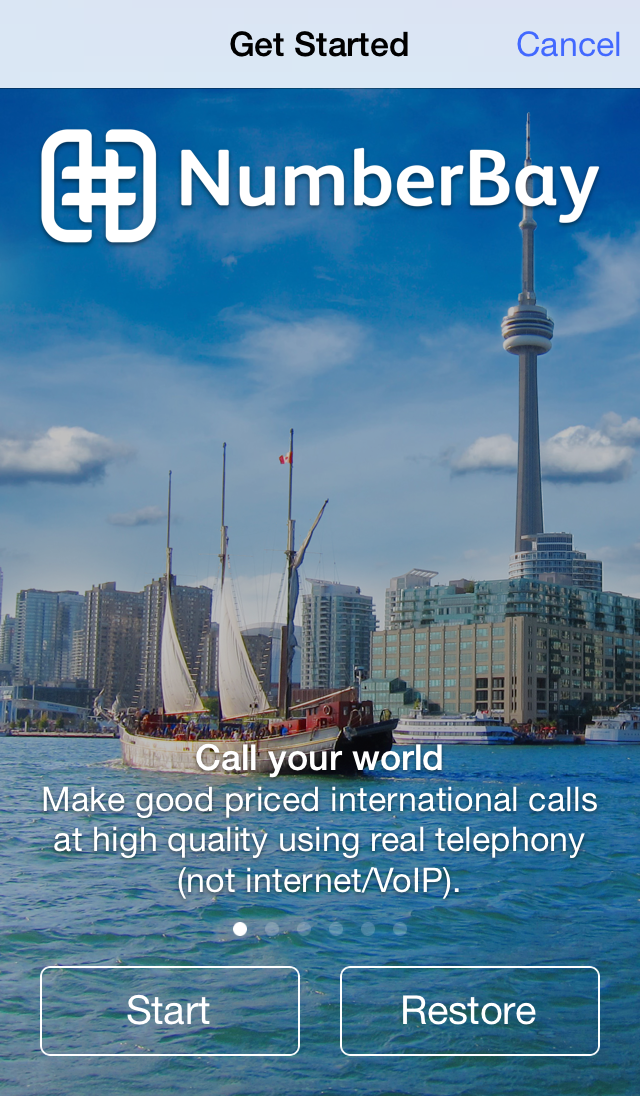 Get Started
Cancel
NumberBay
Call your world
Make good priced international calls
at high quality using real telephony
(not internet/VoIP).
Start
Restore